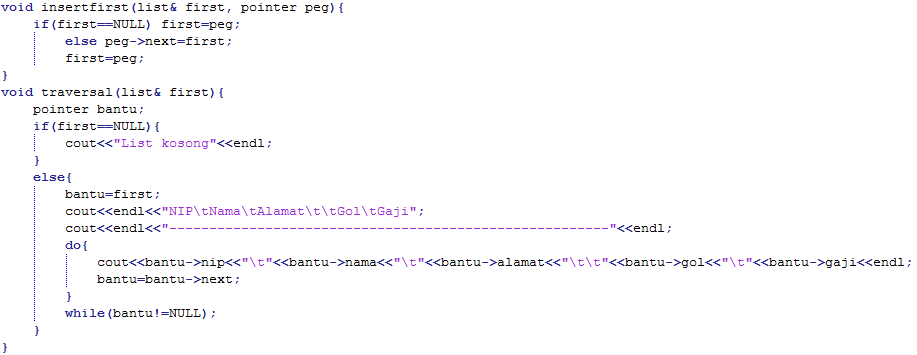 void insertfirst(list& first, pointer peg){
    if(first==NULL) first=peg;
        else peg->next=first;
        first=peg;
}
void traversal(list& first){
    pointer bantu;
    if(first==NULL){
        cout<<"List kosong"<<endl;
    }
    else{
        bantu=first;
        cout<<endl<<"NIP\tNama\tAlamat\t\tGol\tGaji";
        cout<<endl<<"-------------------------------------------------------"<<endl;
        do{
            cout<<bantu->nip<<"\t"<<bantu->nama<<"\t"<<bantu->alamat<<"\t\t"<<bantu->gol<<"\t"<<bantu->gaji<<endl;
            bantu=bantu->next;
        }
        while(bantu!=NULL);
    }
}